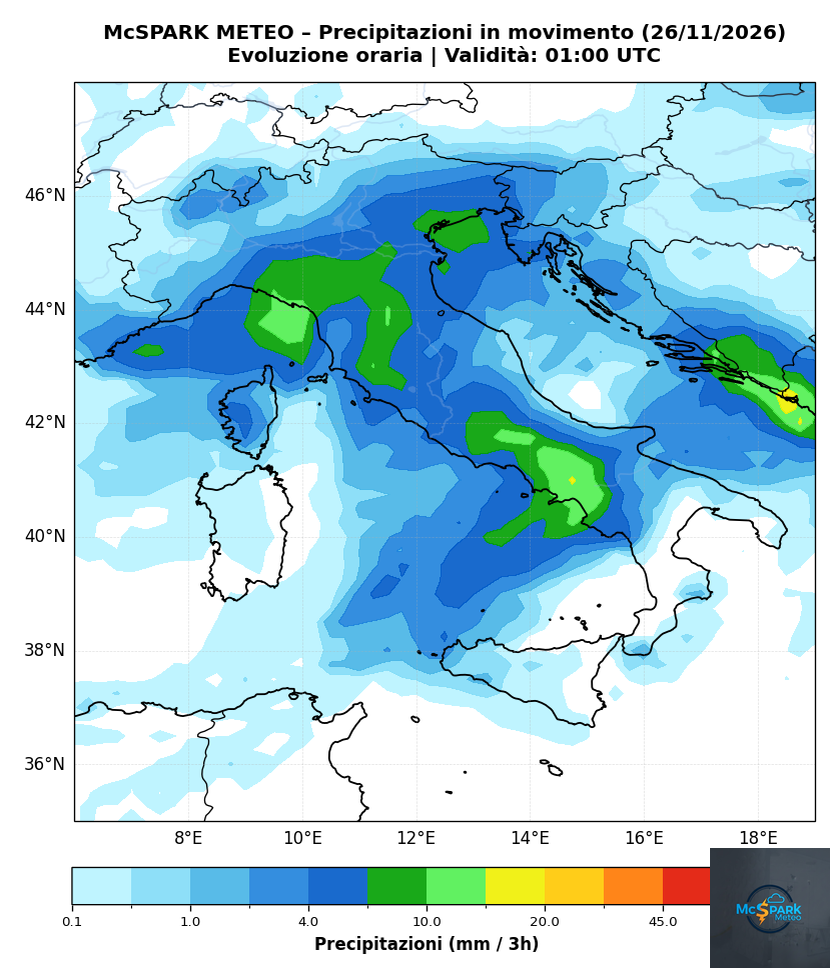 McSPARK METEO – Precipitazioni in movimento (26/11/2026)
Evoluzione oraria | Validità: 01:00 UTC
46°N
44°N
42°N
40°N
38°N
36°N
8°E 10°E 12°E 14°E 16°E 18°E
0.1 1.0 4.0 10.0 20.0 45.0
Precipitazioni (mm / 3h)
McSPARK
Meteo